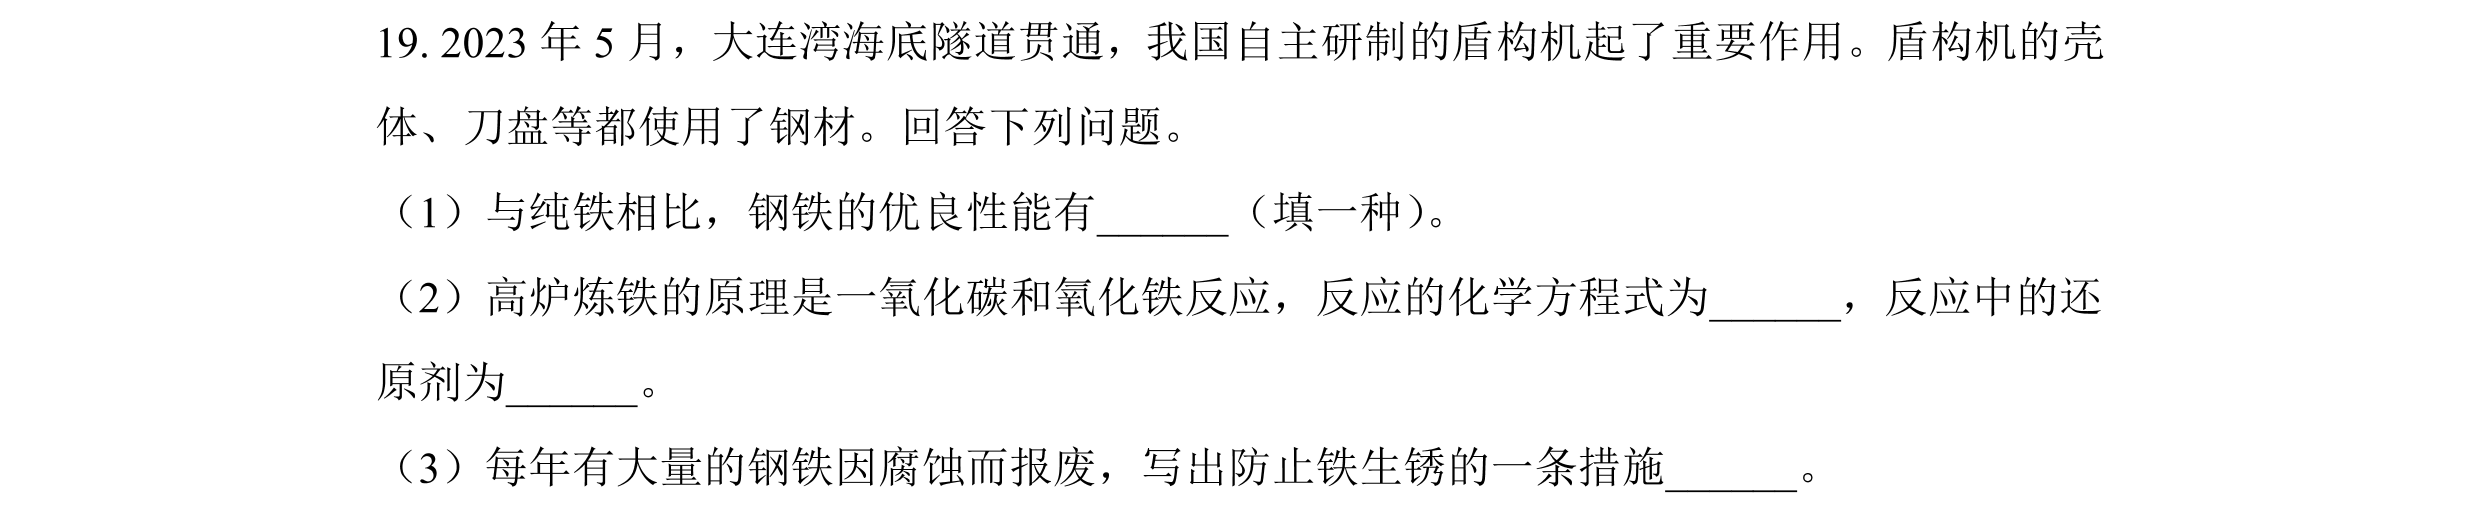 19. 2023 年 5 月，大连湾海底隧道贯通，我国自主研制的盾构机起了重要作用。盾构机的壳
体、刀盘等都使用了钢材。回答下列问题。
（1）与纯铁相比，钢铁的优良性能有______（填一种）。
（2）高炉炼铁的原理是一氧化碳和氧化铁反应，反应的化学方程式为______，反应中的还
原剂为______。
（3）每年有大量的钢铁因腐蚀而报废，写出防止铁生锈的一条措施______。